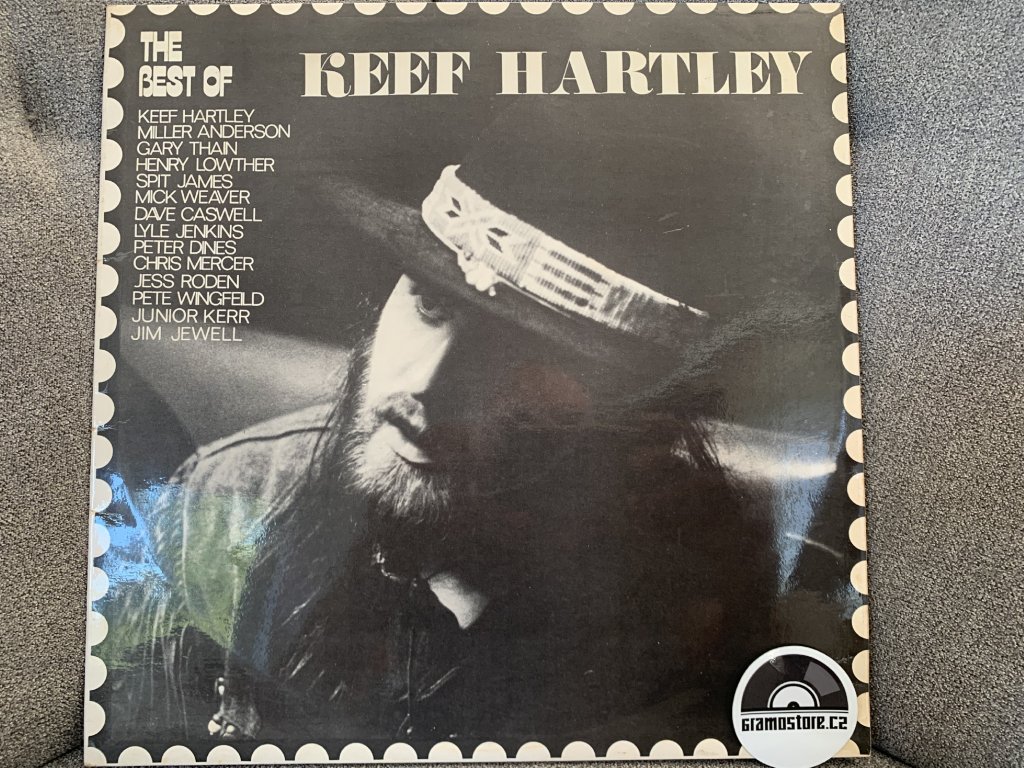 THE
BEST OF
KEEF HARTLEY
KEEF HARTLEY
MILLER ANDERSON
GARY THAIN
HENRY LOWTHER
SPIT JAMES
MICK WEAVER
DAVE CASWELL
LYLE JENKINS
PETER DINES
CHRIS MERCER
JESS RODEN
PETE WINGFEILD
JUNIOR KERR
JIM JEWELL
GRAMOSTORE.CZ